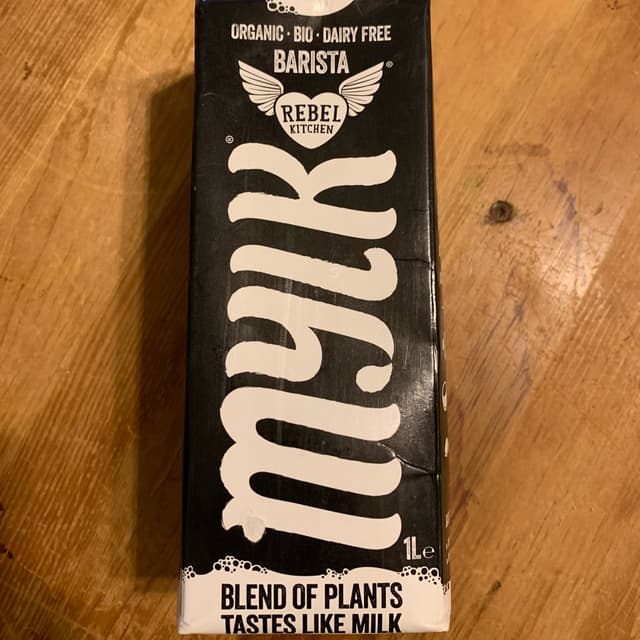 ORGANIC · BIO · DAIRY FREE
BARISTA®
REBEL
KITCHEN
mylk®
1L℮
BLEND OF PLANTS
TASTES LIKE MILK